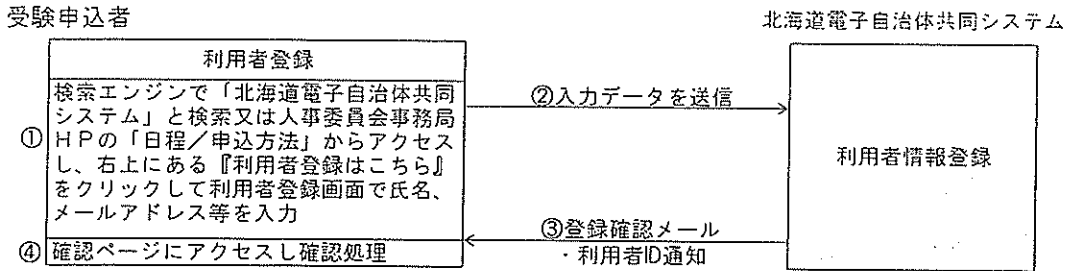 受験申込者
北海道電子自治体共同システム
利用者登録
①
検索エンジンで「北海道電子自治体共同
システム」と検索又は人事委員会事務局
HPの「日程／申込方法」からアクセス
し、右上にある『利用者登録はこちら』
をクリックして利用者登録画面で氏名、
メールアドレス等を入力
②入力データを送信
利用者情報登録
③登録確認メール
・利用者ID通知
④
確認ページにアクセスし確認処理